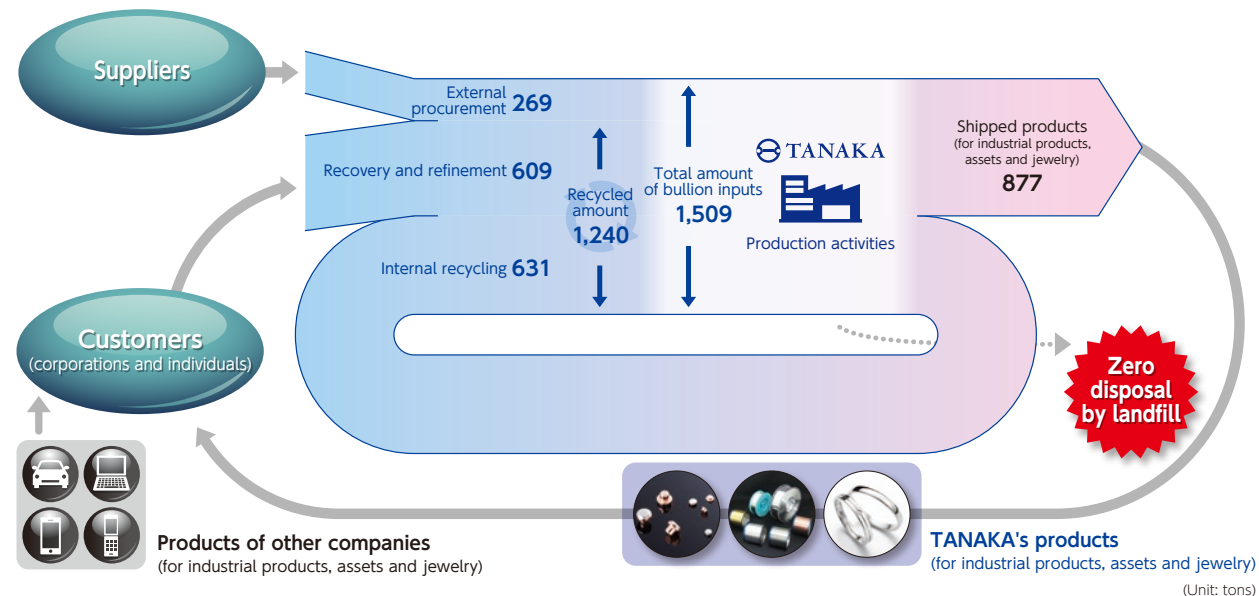 Suppliers
External
procurement 269
Recovery and refinement 609
Recycled
amount
1,240
Internal recycling 631
Total amount
of bullion inputs
1,509
TANAKA
Production activities
Shipped products
(for industrial products,
assets and jewelry)
877
Customers
(corporations and individuals)
Zero
disposal
by landfill
Products of other companies
(for industrial products, assets and jewelry)
TANAKA's products
(for industrial products, assets and jewelry)
(Unit: tons)